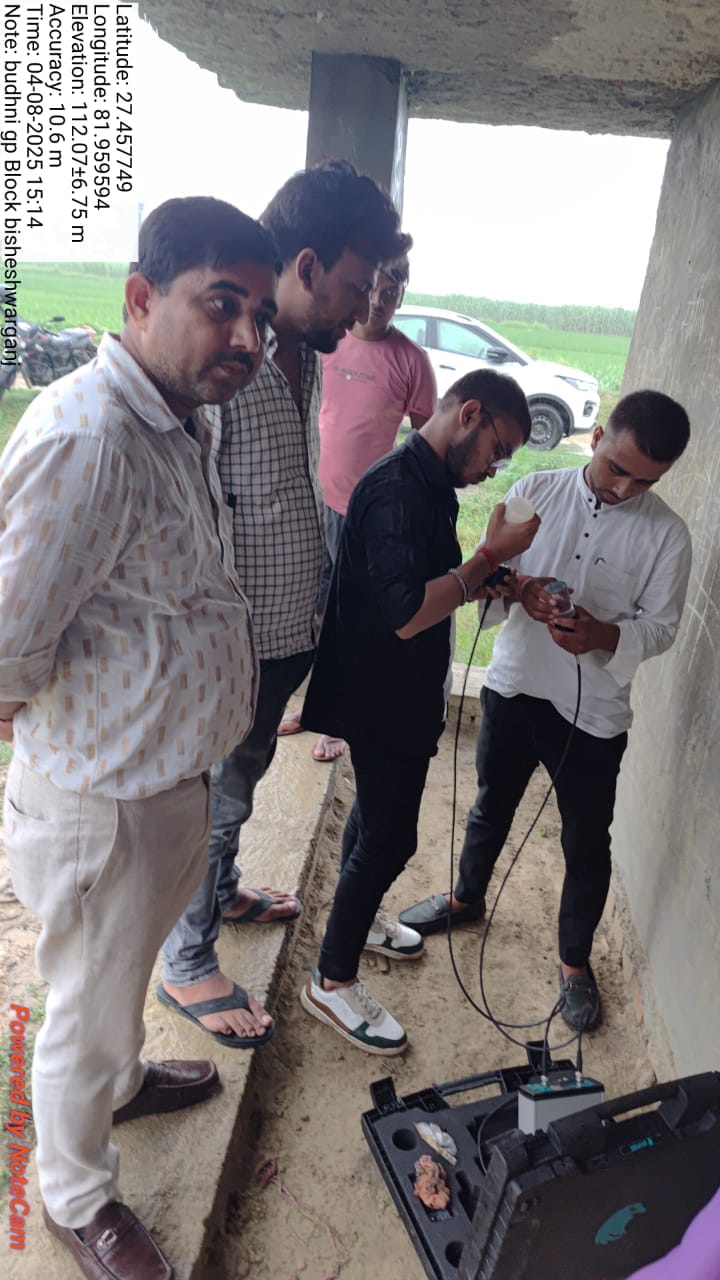 Latitude: 27.457749
Longitude: 81.959594
Elevation: 112.07±6.75 m
Accuracy: 10.6 m
Time: 04-08-2025 15:14
Note: budhni gp Block bisheshwarganj
Powered by NoteCam